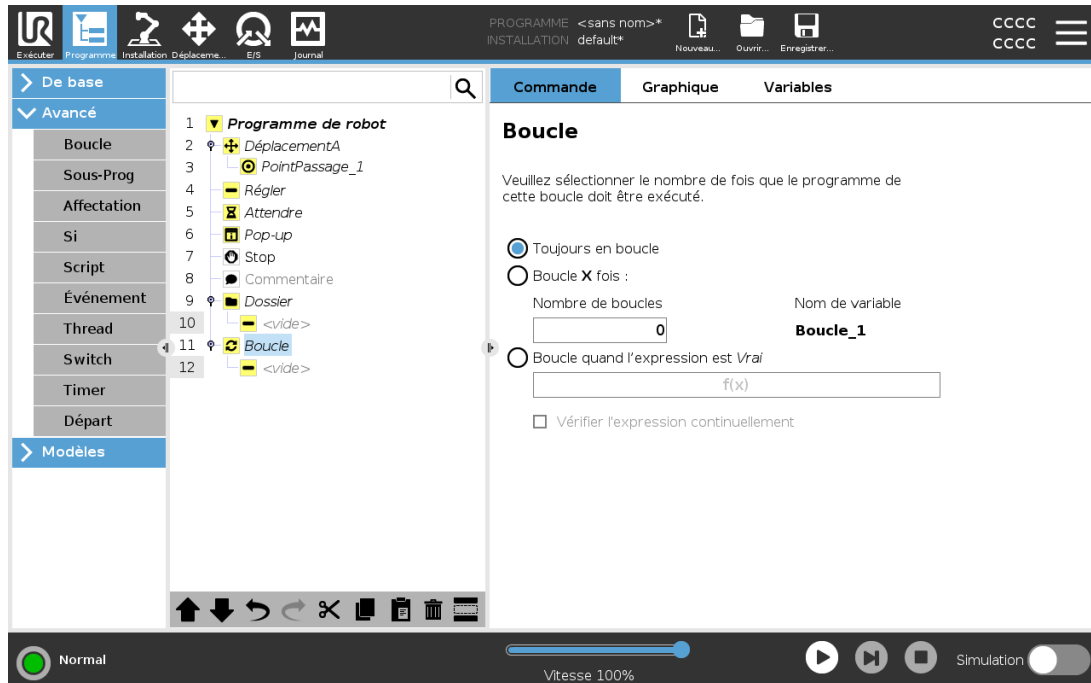 UR
Exécuter
Programme
Installation
Déplaceme...
E/S
Journal
PROGRAMME <sans nom>*
INSTALLATION default*
Nouveau...
Ouvrir...
Enregistrer...
CCCC
CCCC
De base
Avancé
Boucle
Sous-Prog
Affectation
Si
Script
Événement
Thread
Switch
Timer
Départ
Modèles
1 Programme de robot
2 DéplacementA
3 PointPassage_1
4 Régler
5 Attendre
6 Pop-up
7 Stop
8 Commentaire
9 Dossier
10 <vide>
11 Boucle
12 <vide>
Commande Graphique Variables
Boucle
Veuillez sélectionner le nombre de fois que le programme de
cette boucle doit être exécuté.
Toujours en boucle
Boucle X fois :
Nombre de boucles Nom de variable
0 Boucle_1
Boucle quand l'expression est Vrai
f(x)
Vérifier l'expression continuellement
Normal
Vitesse 100%
Simulation